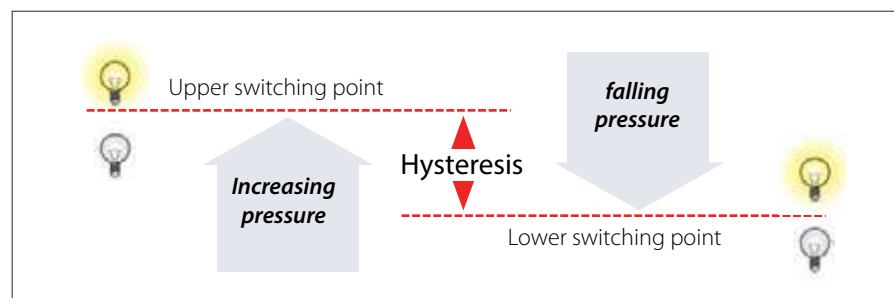 Upper switching point
falling
pressure
Hysteresis
Increasing
pressure
Lower switching point